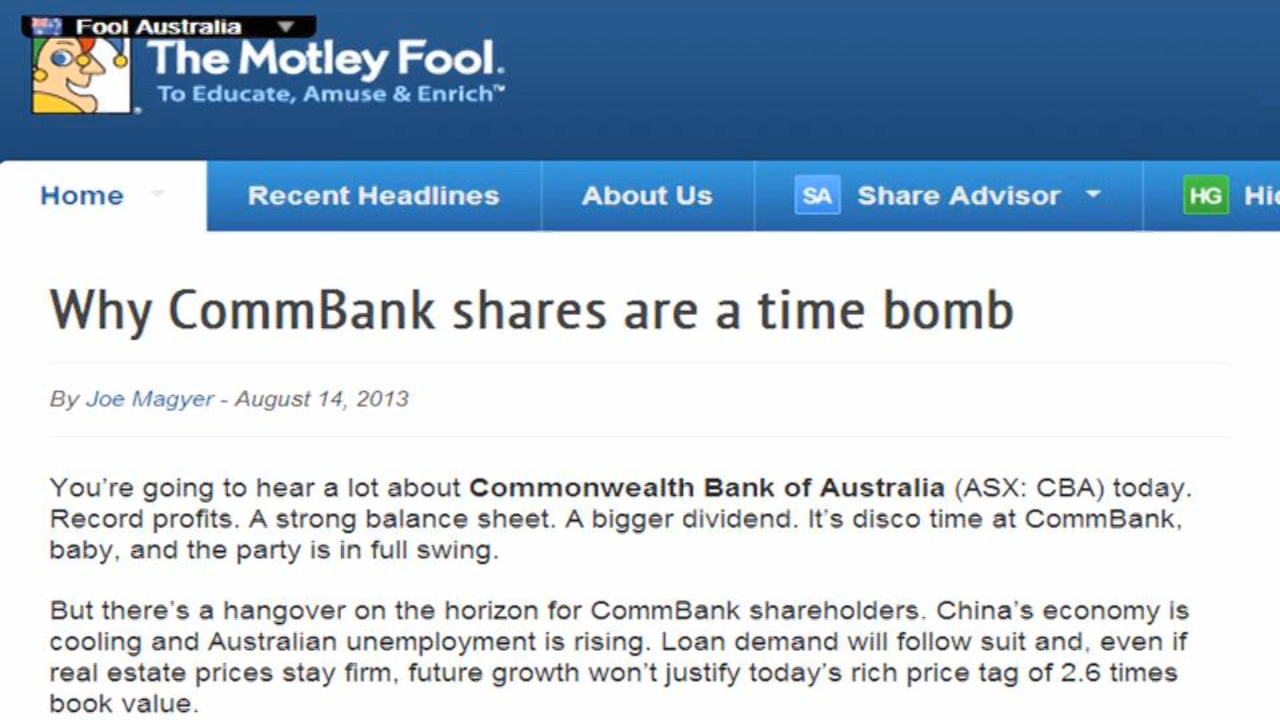 Fool Australia
The Motley Fool.
To Educate, Amuse & Enrich™
Home
Recent Headlines
About Us
SA Share Advisor
HG
Why CommBank shares are a time bomb
By Joe Magyer - August 14, 2013
You're going to hear a lot about Commonwealth Bank of Australia (ASX: CBA) today.
Record profits. A strong balance sheet. A bigger dividend. It's disco time at CommBank,
baby, and the party is in full swing.
But there's a hangover on the horizon for CommBank shareholders. China's economy is
cooling and Australian unemployment is rising. Loan demand will follow suit and, even if
real estate prices stay firm, future growth won't justify today's rich price tag of 2.6 times
book value.